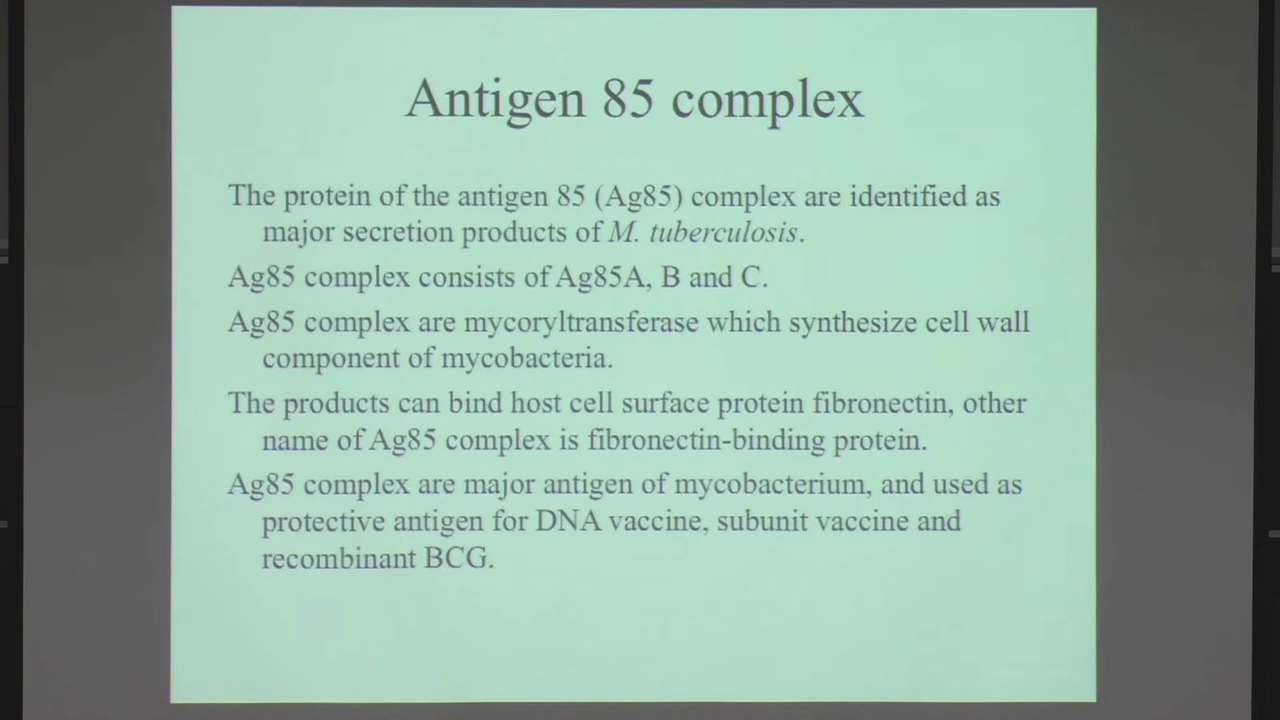 Antigen 85 complex
The protein of the antigen 85 (Ag85) complex are identified as
major secretion products of M. tuberculosis.
Ag85 complex consists of Ag85A, B and C.
Ag85 complex are mycoryltransferase which synthesize cell wall
component of mycobacteria.
The products can bind host cell surface protein fibronectin, other
name of Ag85 complex is fibronectin-binding protein.
Ag85 complex are major antigen of mycobacterium, and used as
protective antigen for DNA vaccine, subunit vaccine and
recombinant BCG.